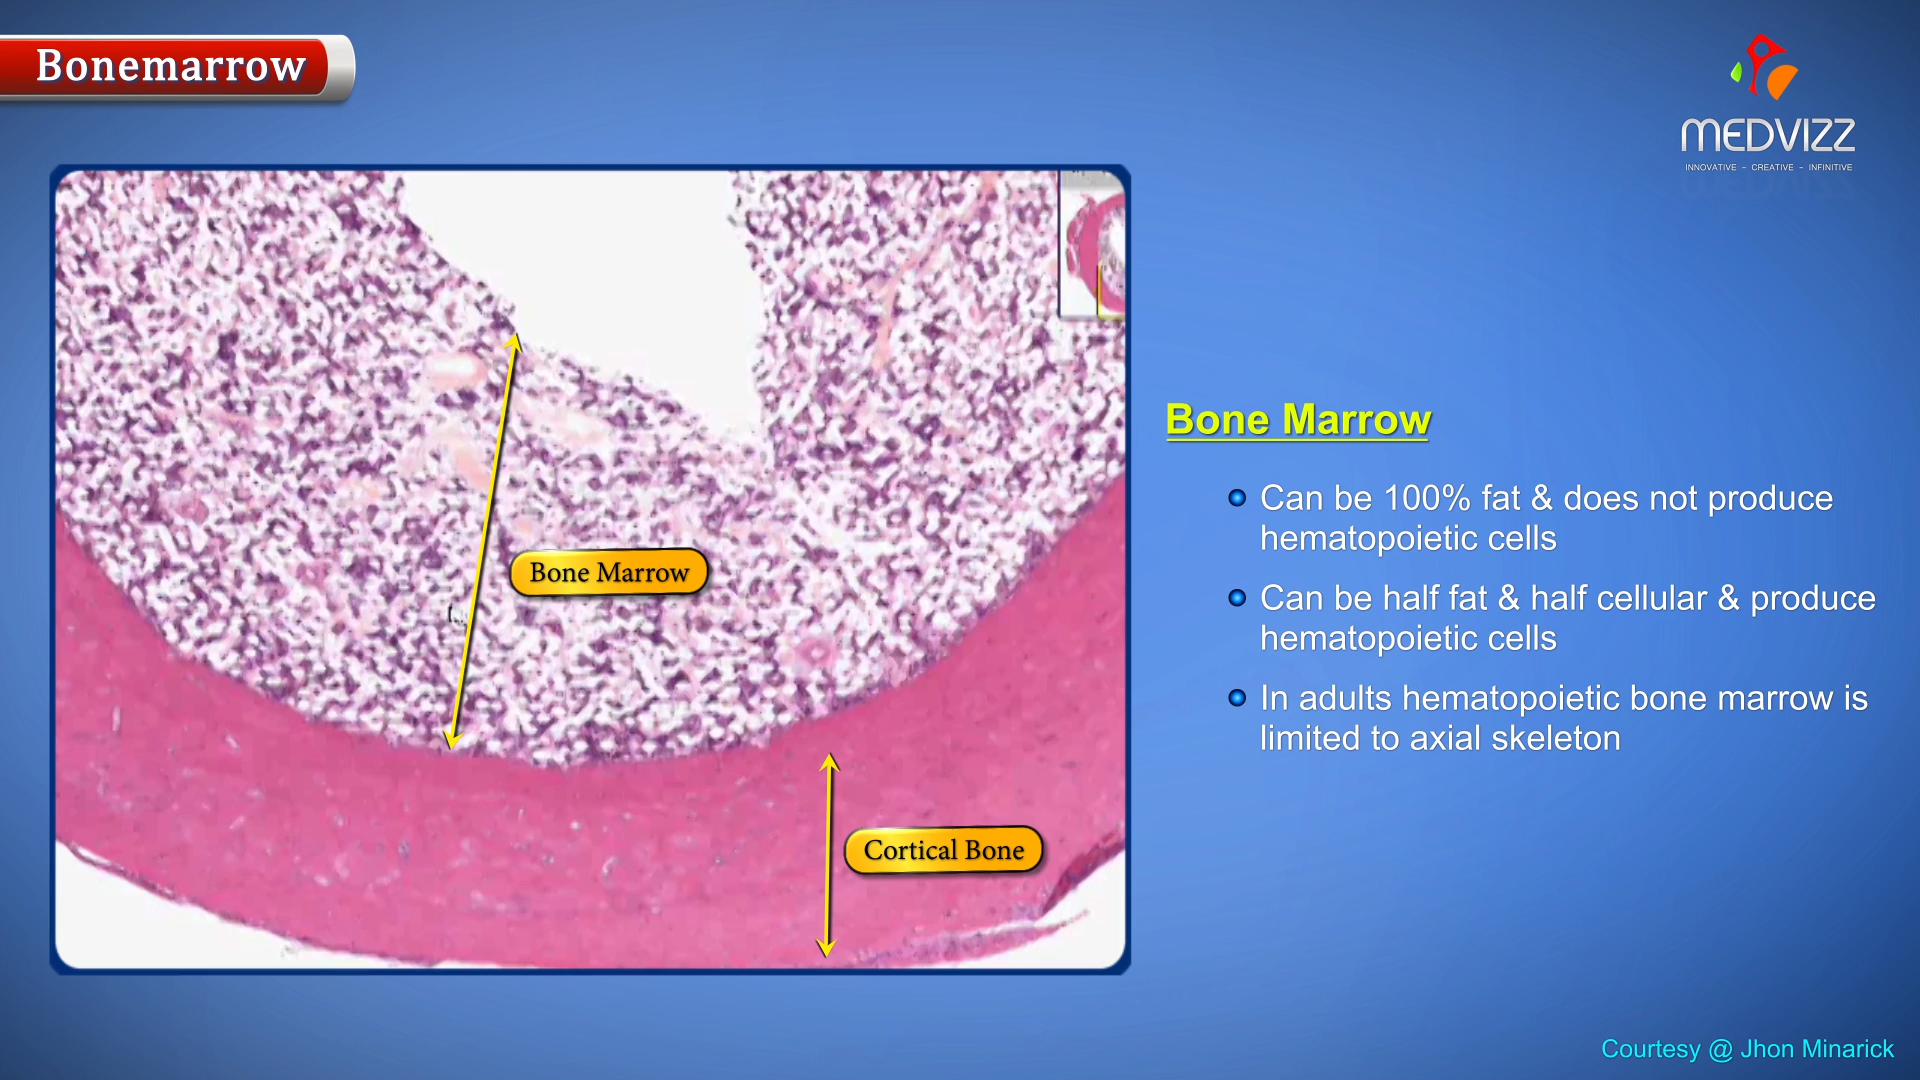 Bonemarrow
MEDVIZZ
INNOVATIVE - CREATIVE - INFINITIVE
Bone Marrow
Cortical Bone
Bone Marrow
Can be 100% fat & does not produce
hematopoietic cells
Can be half fat & half cellular & produce
hematopoietic cells
In adults hematopoietic bone marrow is
limited to axial skeleton
Courtesy @ Jhon Minarick